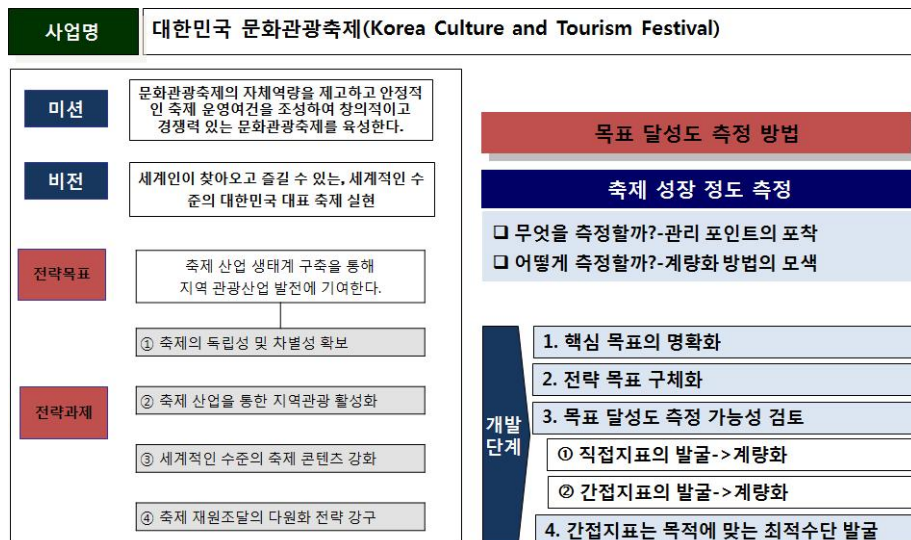 사업명
대한민국 문화관광축제(Korea Culture and Tourism Festival)
미션
문화관광축제의 자체역량을 제고하고 안정적
인 축제 운영여건을 조성하여 창의적이고
경쟁력 있는 문화관광축제를 육성한다.
비전
세계인이 찾아오고 즐길 수 있는, 세계적인 수
준의 대한민국 대표 축제 실현
전략목표
축제 산업 생태계 구축을 통해
지역 관광산업 발전에 기여한다.
① 축제의 독립성 및 차별성 확보
전략과제
② 축제 산업을 통한 지역관광 활성화
③ 세계적인 수준의 축제 콘텐츠 강화
④ 축제 재원조달의 다원화 전략 강구
목표 달성도 측정 방법
축제 성장 정도 측정
❑ 무엇을 측정할까?-관리 포인트의 포착
❑ 어떻게 측정할까?-계량화 방법의 모색
개발
단계
1. 핵심 목표의 명확화
2. 전략 목표 구체화
3. 목표 달성도 측정 가능성 검토
① 직접지표의 발굴->계량화
② 간접지표의 발굴->계량화
4. 간접지표는 목적에 맞는 최적수단 발굴